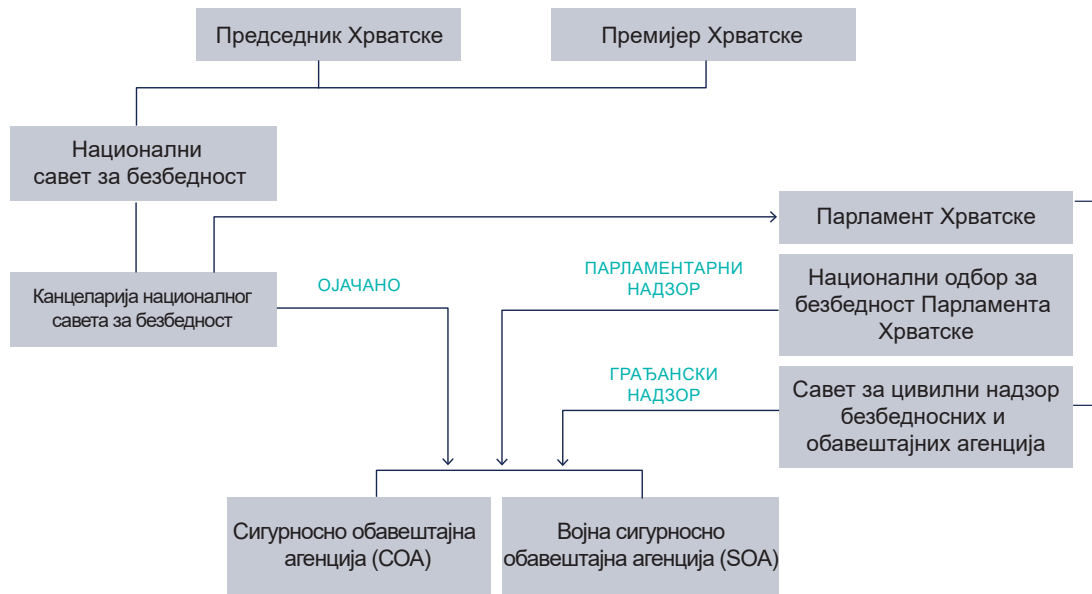 Председник Хрватске
Премијер Хрватске
Национални
савет за безбедност
Парламент Хрватске
Канцеларија националног
савета за безбедност
ОЈАЧАНО
ПАРЛАМЕНТАРНИ
НАДЗОР
Национални одбор за
безбедност Парламента
Хрватске
ГРАЂАНСКИ
НАДЗОР
Савет за цивилни надзор
безбедносних и
обавештајних агенција
Сигурносно обавештајна
агенција (СОА)
Војна сигурносно
обавештајна агенција (SOA)